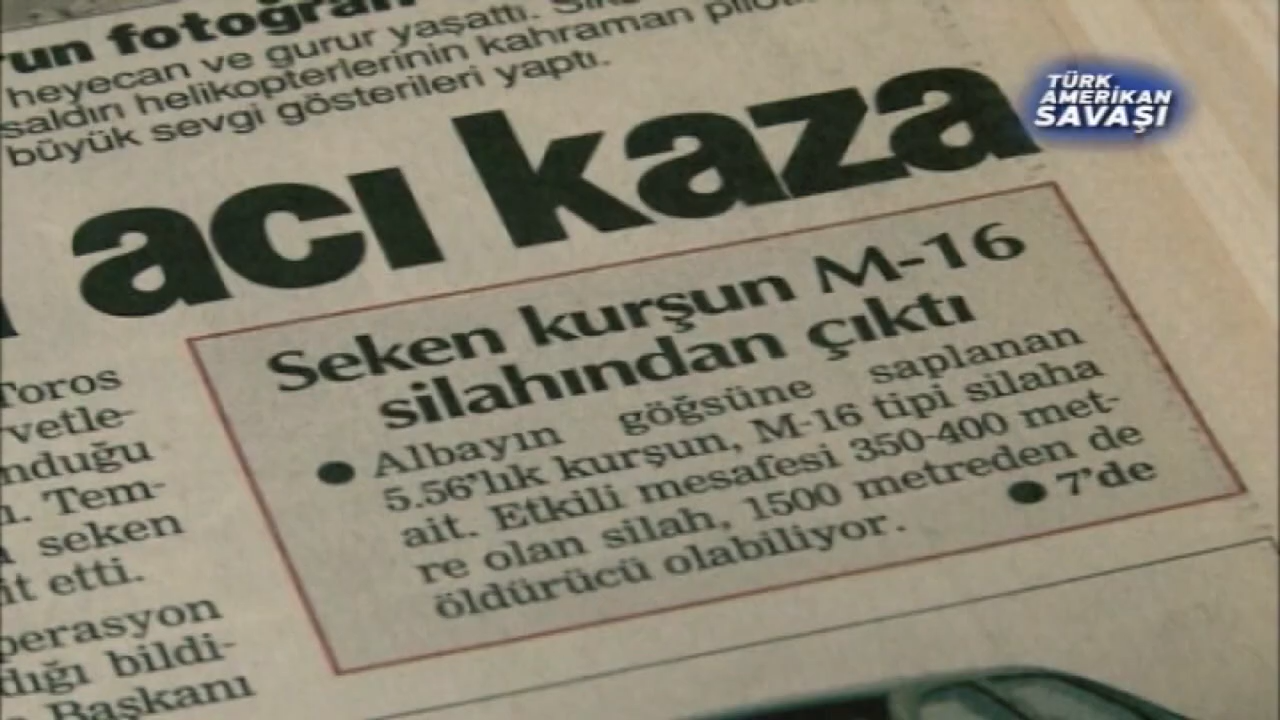 run fotoğraf
heyecan ve gurur yaşattı.
saldırı helikopterlerinin kahraman pilot
büyük sevgi gösterileri yaptı.
TÜRK
AMERİKAN
SAVAŞI
acı kaza
Seken kurşun M-16
silahından çıktı
● Albayın göğsüne saplanan
5.56'lık kurşun, M-16 tipi silaha
ait. Etkili mesafesi 350-400 met-
re olan silah, 1500 metreden de
öldürücü olabiliyor. ● 7'de
Toros
vetle-
nduğu
. Tem-
seken
it etti.
perasyon
dığı bildi-
Başkanı